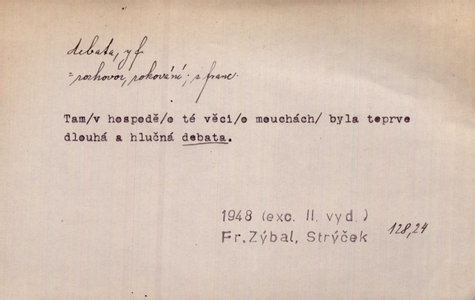 debata, y f.
= rozhovor, rokování; z franc.
Tam/v hospodě/o té věci/o mouchách/ byla teprve
dlouhá a hlučná debata.
1948 (exc. II. vyd.)
Fr. Zýbal, Strýček 128,24